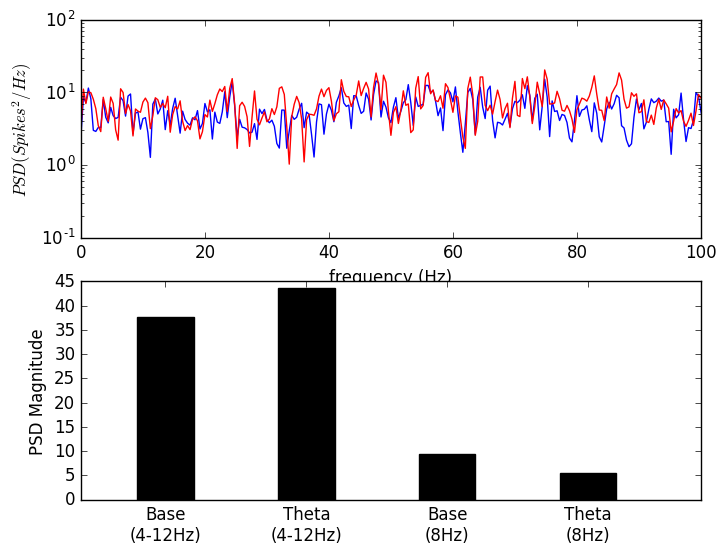 10^2
10^1
10^0
10^-1
PSD(Spikes^2/Hz)
0 20 40 60 80 100
frequency (Hz)
45
40
35
30
25
20
15
10
5
0
PSD Magnitude
Base Theta Base Theta
(4-12Hz) (4-12Hz) (8Hz) (8Hz)